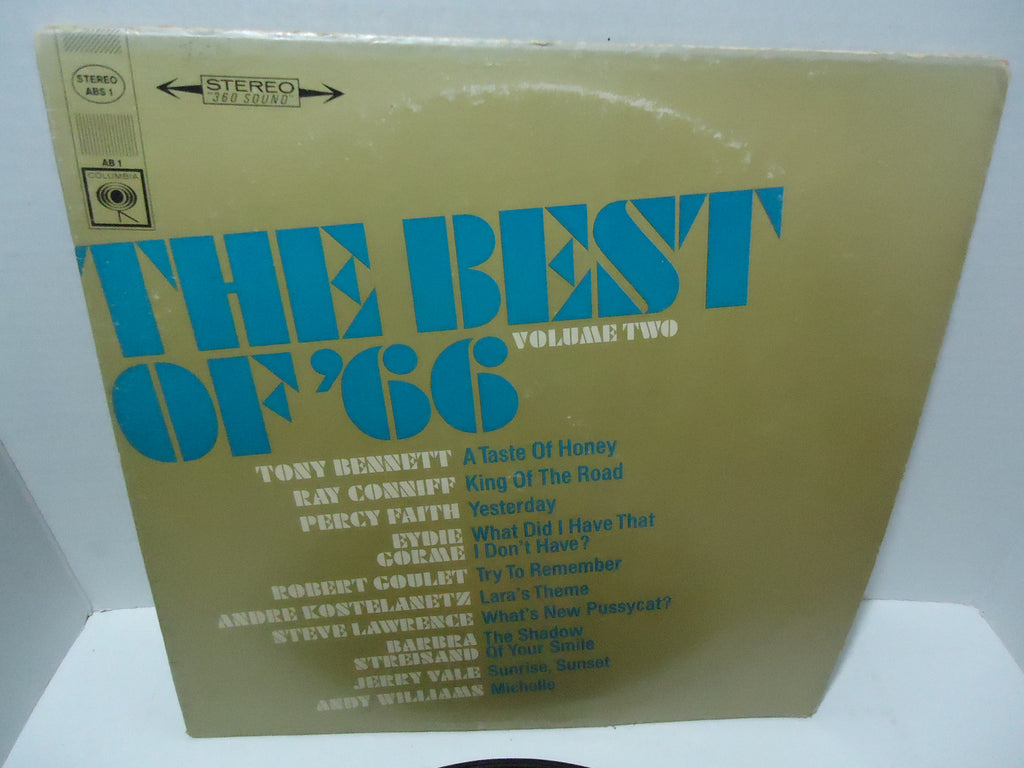 STEREO
ABS 1
STEREO
"360 SOUND"
AB 1
COLUMBIA
THE BEST
OF '66
VOLUME TWO
TONY BENNETT A Taste Of Honey
RAY CONNIFF King Of The Road
PERCY FAITH Yesterday
EYDIE What Did I Have That
GORME I Don't Have?
ROBERT GOULET Try To Remember
ANDRE KOSTELANETZ Lara's Theme
STEVE LAWRENCE What's New Pussycat?
BARBRA The Shadow
STREISAND Of Your Smile
JERRY VALE Sunrise, Sunset
ANDY WILLIAMS Michelle